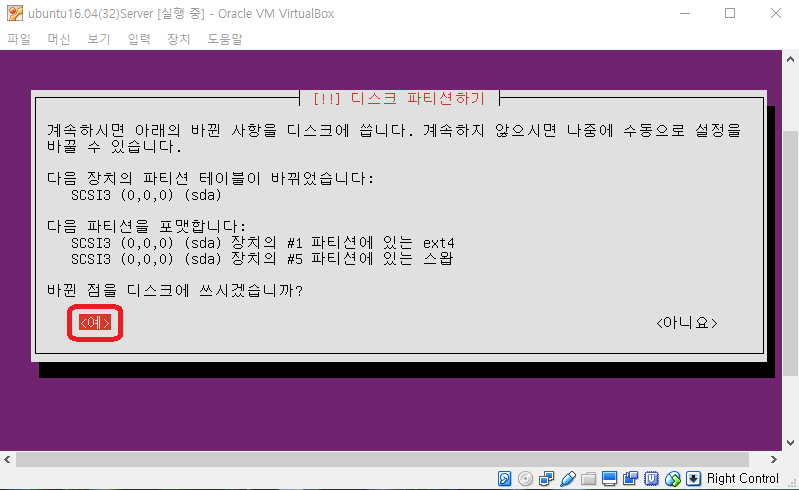 ubuntu16.04(32)Server [실행 중] - Oracle VM VirtualBox
파일 머신 보기 입력 장치 도움말
[!!] 디스크 파티션하기
계속하시면 아래의 바뀐 사항을 디스크에 씁니다. 계속하지 않으시면 나중에 수동으로 설정을
바꿀 수 있습니다.
다음 장치의 파티션 테이블이 바뀌었습니다:
SCSI3 (0,0,0) (sda)
다음 파티션을 포맷합니다:
SCSI3 (0,0,0) (sda) 장치의 #1 파티션에 있는 ext4
SCSI3 (0,0,0) (sda) 장치의 #5 파티션에 있는 스왑
바뀐 점을 디스크에 쓰시겠습니까?
<예> <아니요>
Right Control